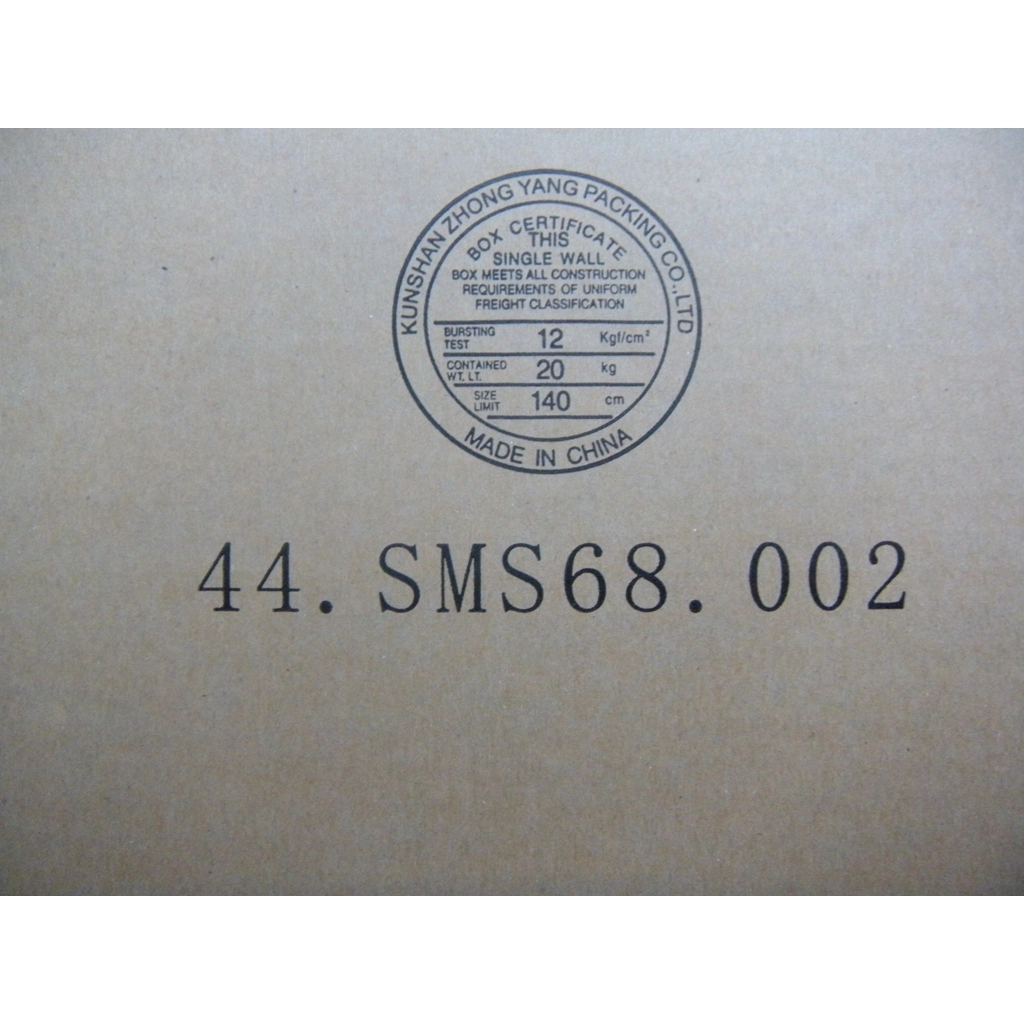 KUNSHAN ZHONG YANG PACKING CO.,LTD
BOX CERTIFICATE
THIS
SINGLE WALL
BOX MEETS ALL CONSTRUCTION
REQUIREMENTS OF UNIFORM
FREIGHT CLASSIFICATION
BURSTING TEST 12 Kgf/cm²
CONTAINED WT. LT. 20 kg
SIZE LIMIT 140 cm
MADE IN CHINA
44.SMS68.002